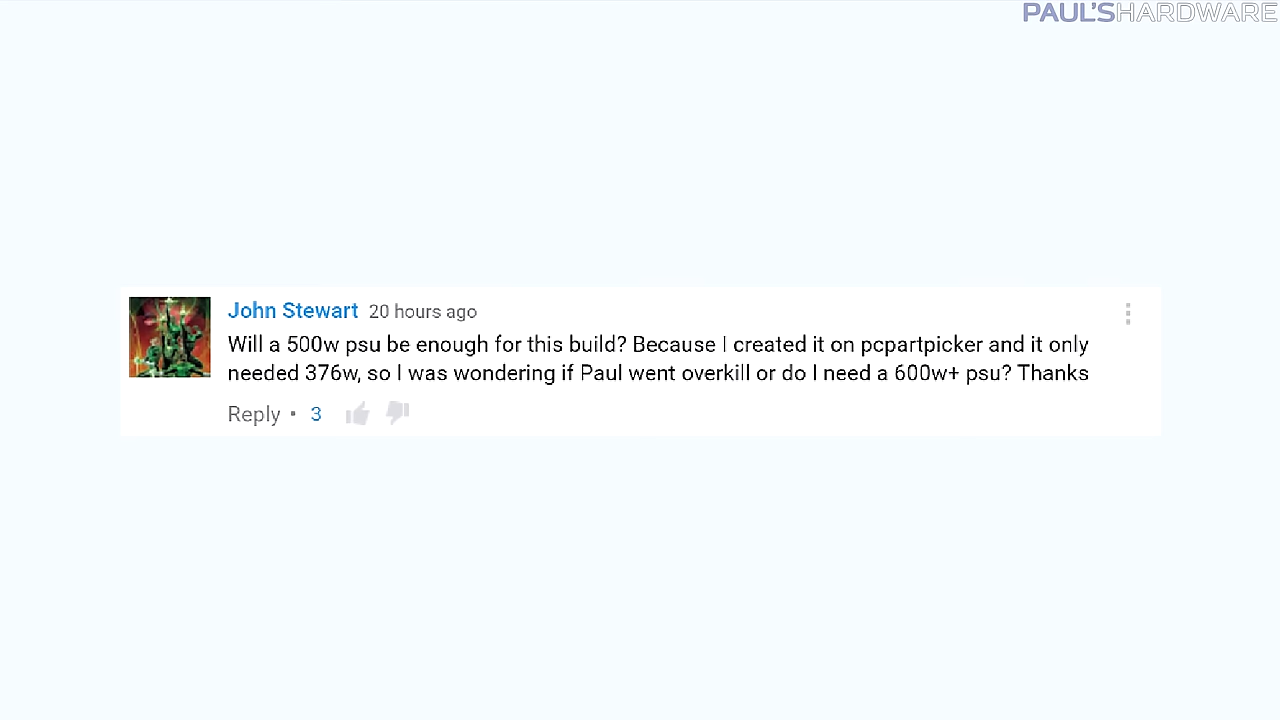 PAUL'SHARDWARE
John Stewart 20 hours ago
Will a 500w psu be enough for this build? Because I created it on pcpartpicker and it only
needed 376w, so I was wondering if Paul went overkill or do I need a 600w+ psu? Thanks
Reply • 3